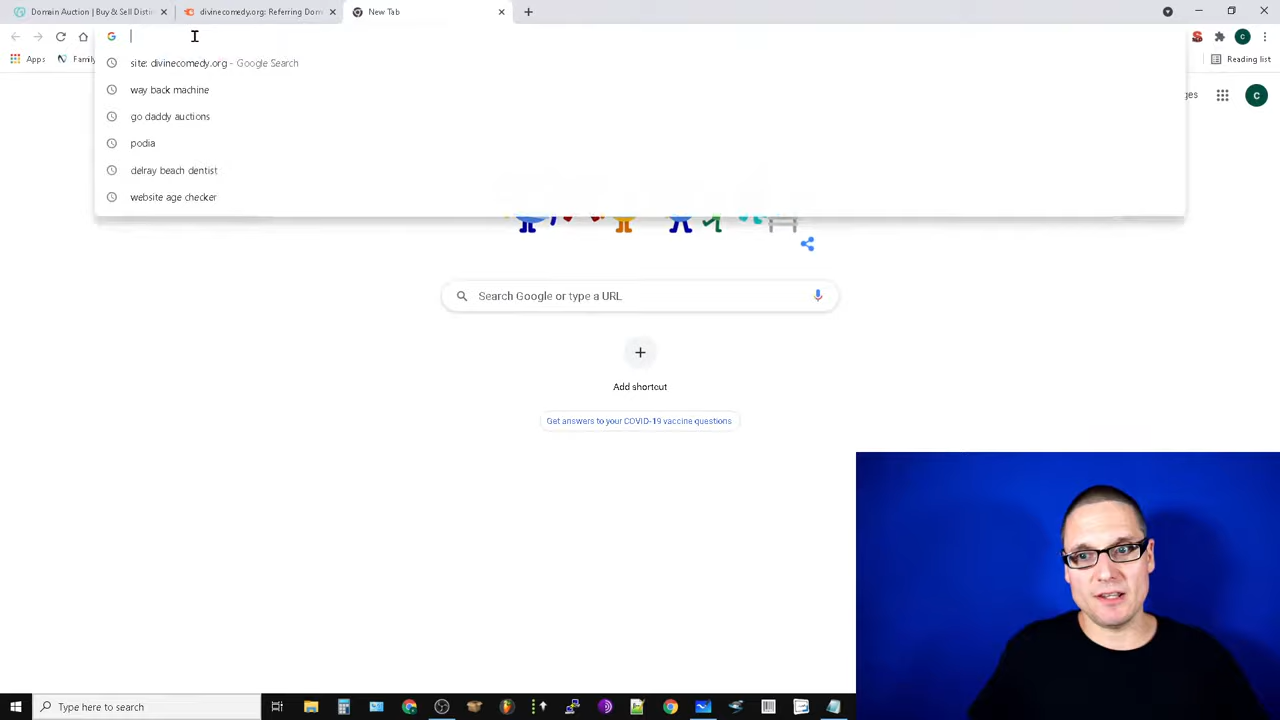 Domain Auction | Buy & Sell Distin
divinecomedy.org: Referring Dom
New Tab
site: divinecomedy.org - Google Search
Apps
Family
Reading list
way back machine
ges
go daddy auctions
podia
delray beach dentist
website age checker
Search Google or type a URL
Add shortcut
Get answers to your COVID-19 vaccine questions
Type here to search